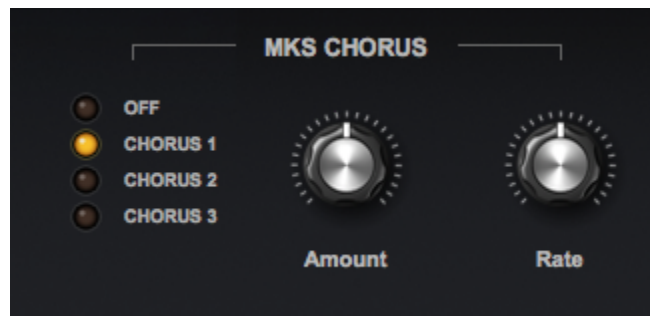 MKS CHORUS
OFF
CHORUS 1
CHORUS 2
CHORUS 3
Amount
Rate